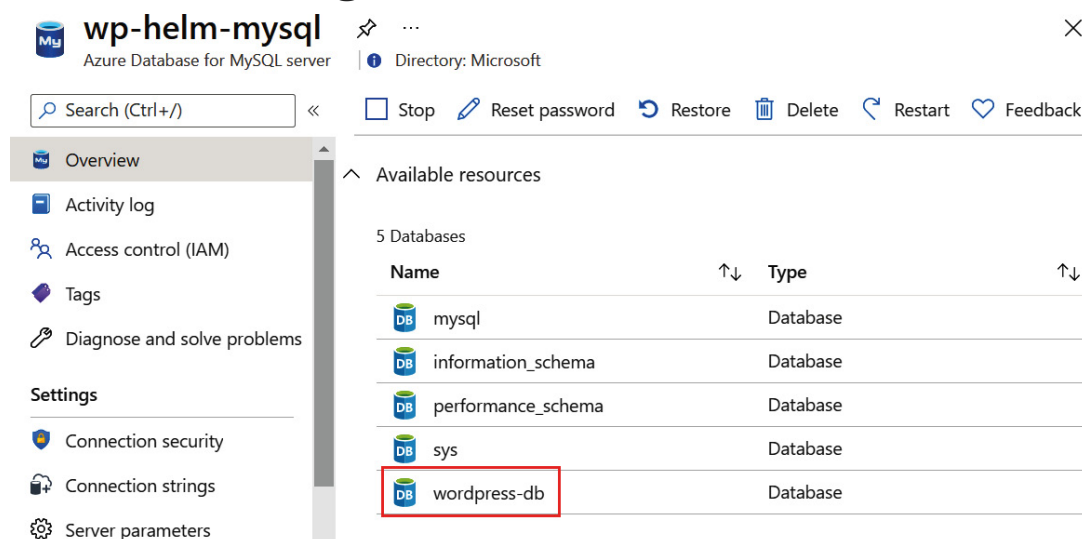 wp-helm-mysql
Azure Database for MySQL server
Directory: Microsoft
Search (Ctrl+/)
Stop
Reset password
Restore
Delete
Restart
Feedback
Overview
Activity log
Access control (IAM)
Tags
Diagnose and solve problems
Settings
Connection security
Connection strings
Server parameters
Available resources
5 Databases
Name Type
mysql Database
information_schema Database
performance_schema Database
sys Database
wordpress-db Database